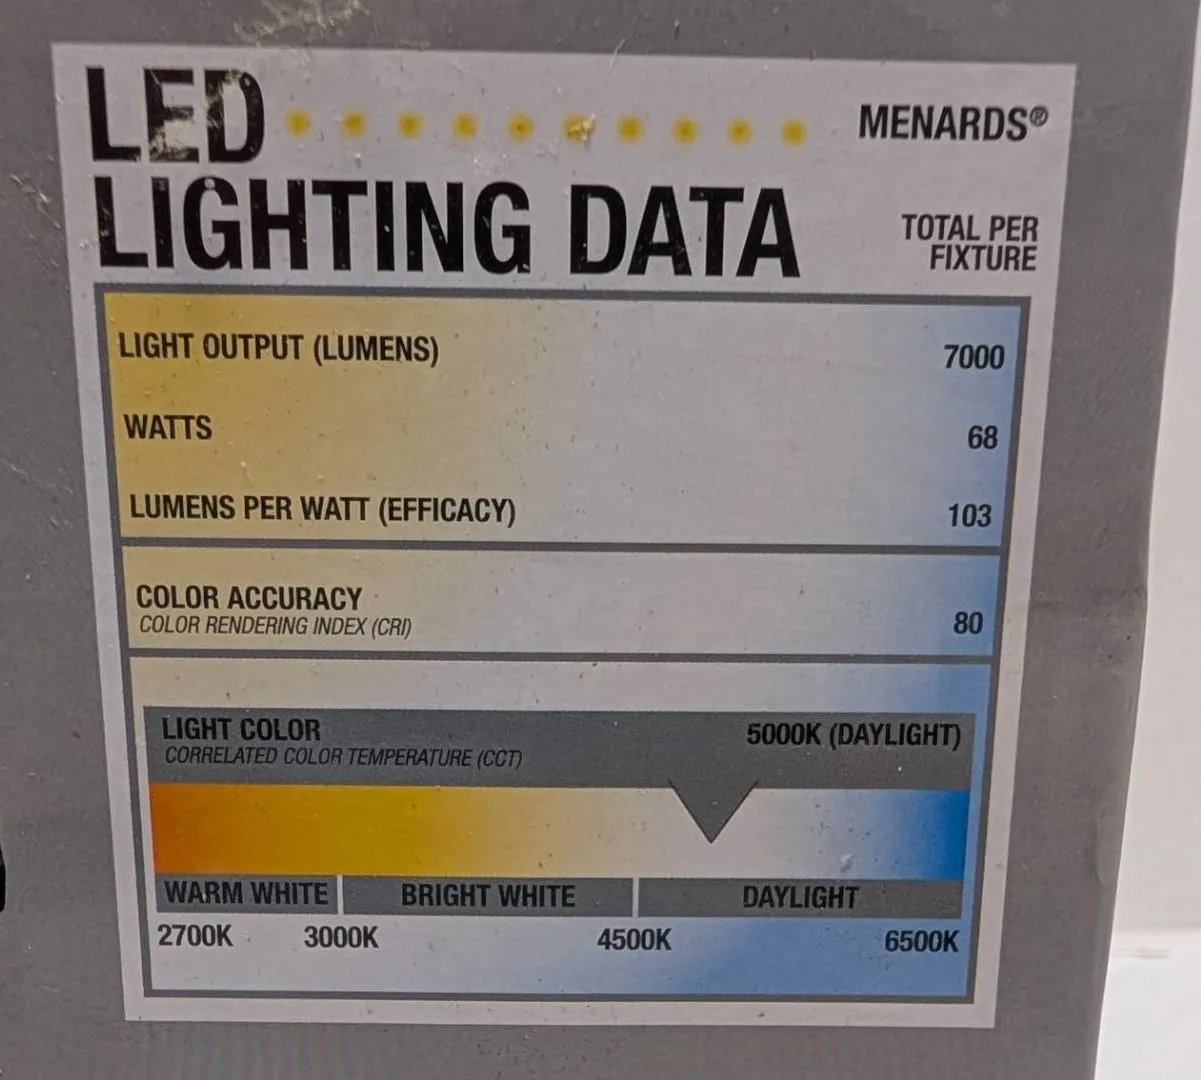 LED
MENARDS®
LIGHTING DATA
TOTAL PER
FIXTURE
LIGHT OUTPUT (LUMENS) 7000
WATTS 68
LUMENS PER WATT (EFFICACY) 103
COLOR ACCURACY
COLOR RENDERING INDEX (CRI) 80
LIGHT COLOR 5000K (DAYLIGHT)
CORRELATED COLOR TEMPERATURE (CCT)
WARM WHITE BRIGHT WHITE DAYLIGHT
2700K 3000K 4500K 6500K